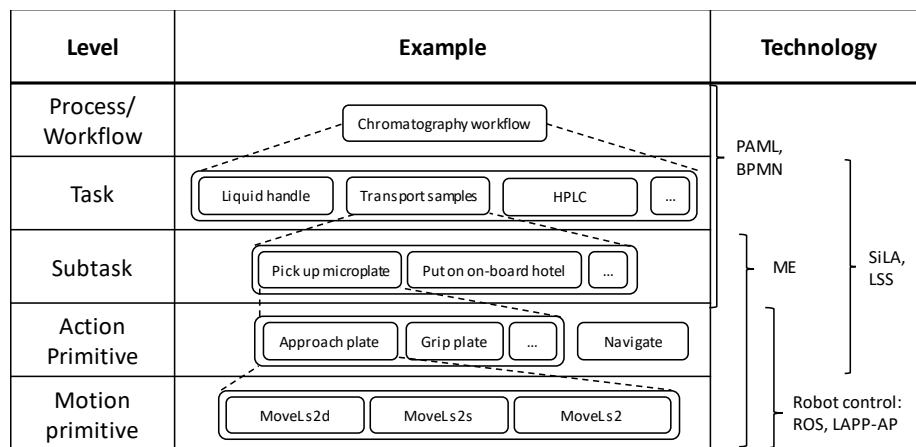 Level
Example
Technology
Process/
Workflow
Chromatography workflow
PAML,
BPMN
Task
Liquid handle
Transport samples
HPLC
...
Subtask
Pick up microplate
Put on on-board hotel
...
ME
SiLA,
LSS
Action
Primitive
Approach plate
Grip plate
...
Navigate
Motion
primitive
MoveLs2d
MoveLs2s
MoveLs2
Robot control:
ROS, LAPP-AP